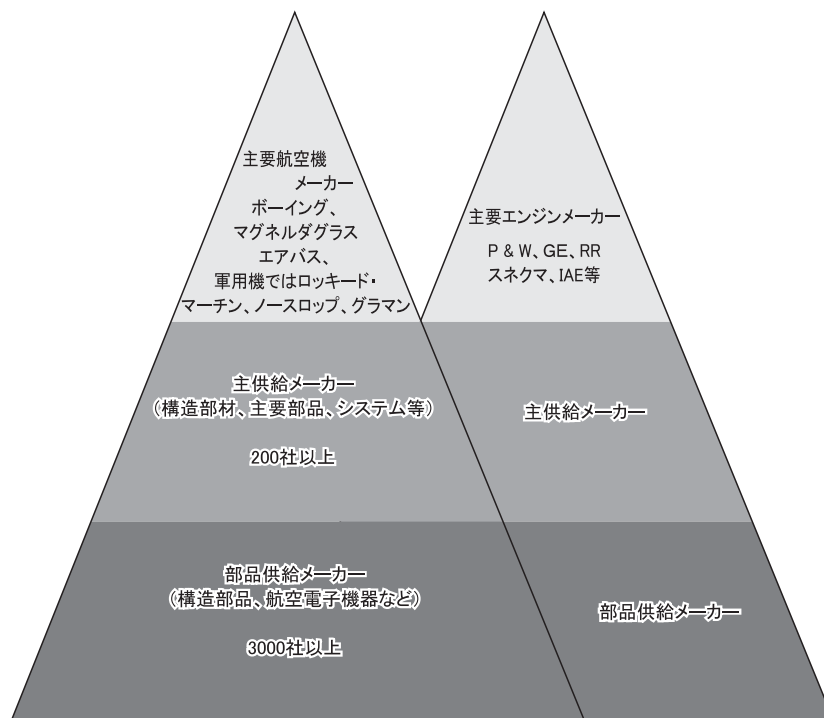 主要航空機
メーカー
ボーイング、
マグネルダグラス
エアバス、
軍用機ではロッキード・
マーチン、ノースロップ、グラマン
主要エンジンメーカー
P & W、GE、RR
スネクマ、IAE等
主供給メーカー
（構造部材、主要部品、システム等）
200社以上
主供給メーカー
部品供給メーカー
（構造部品、航空電子機器など）
3000社以上
部品供給メーカー